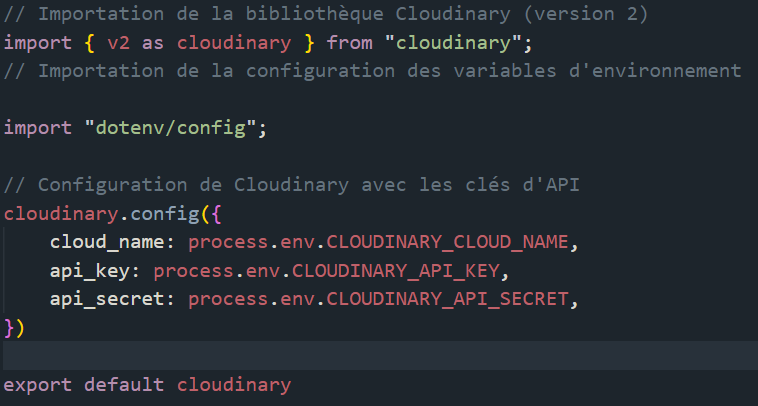 // Importation de la bibliothèque Cloudinary (version 2)
import { v2 as cloudinary } from "cloudinary";
// Importation de la configuration des variables d'environnement
import "dotenv/config";
// Configuration de Cloudinary avec les clés d'API
cloudinary.config({
    cloud_name: process.env.CLOUDINARY_CLOUD_NAME,
    api_key: process.env.CLOUDINARY_API_KEY,
    api_secret: process.env.CLOUDINARY_API_SECRET,
})
export default cloudinary